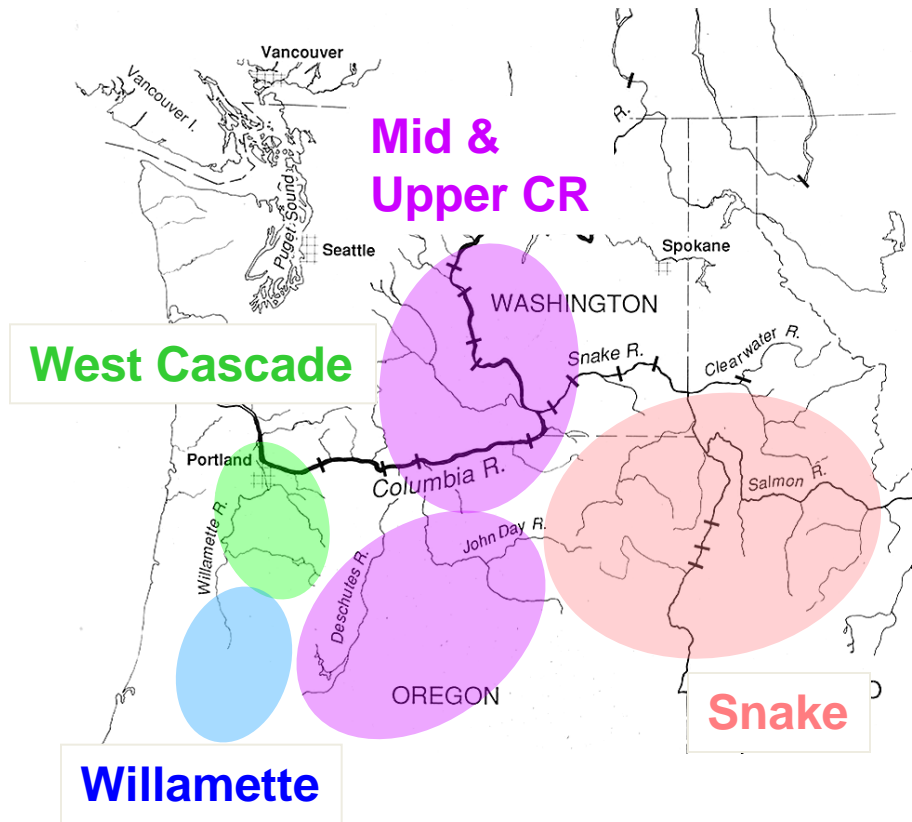 Vancouver
Vancouver I.
R.
Mid &
Upper CR
Puget Sound
Seattle
Spokane
WASHINGTON
West Cascade
Snake R.
Clearwater R.
Portland
Columbia R.
Salmon R.
Willamette R.
John Day R.
Deschutes R.
OREGON
O
Snake
Willamette